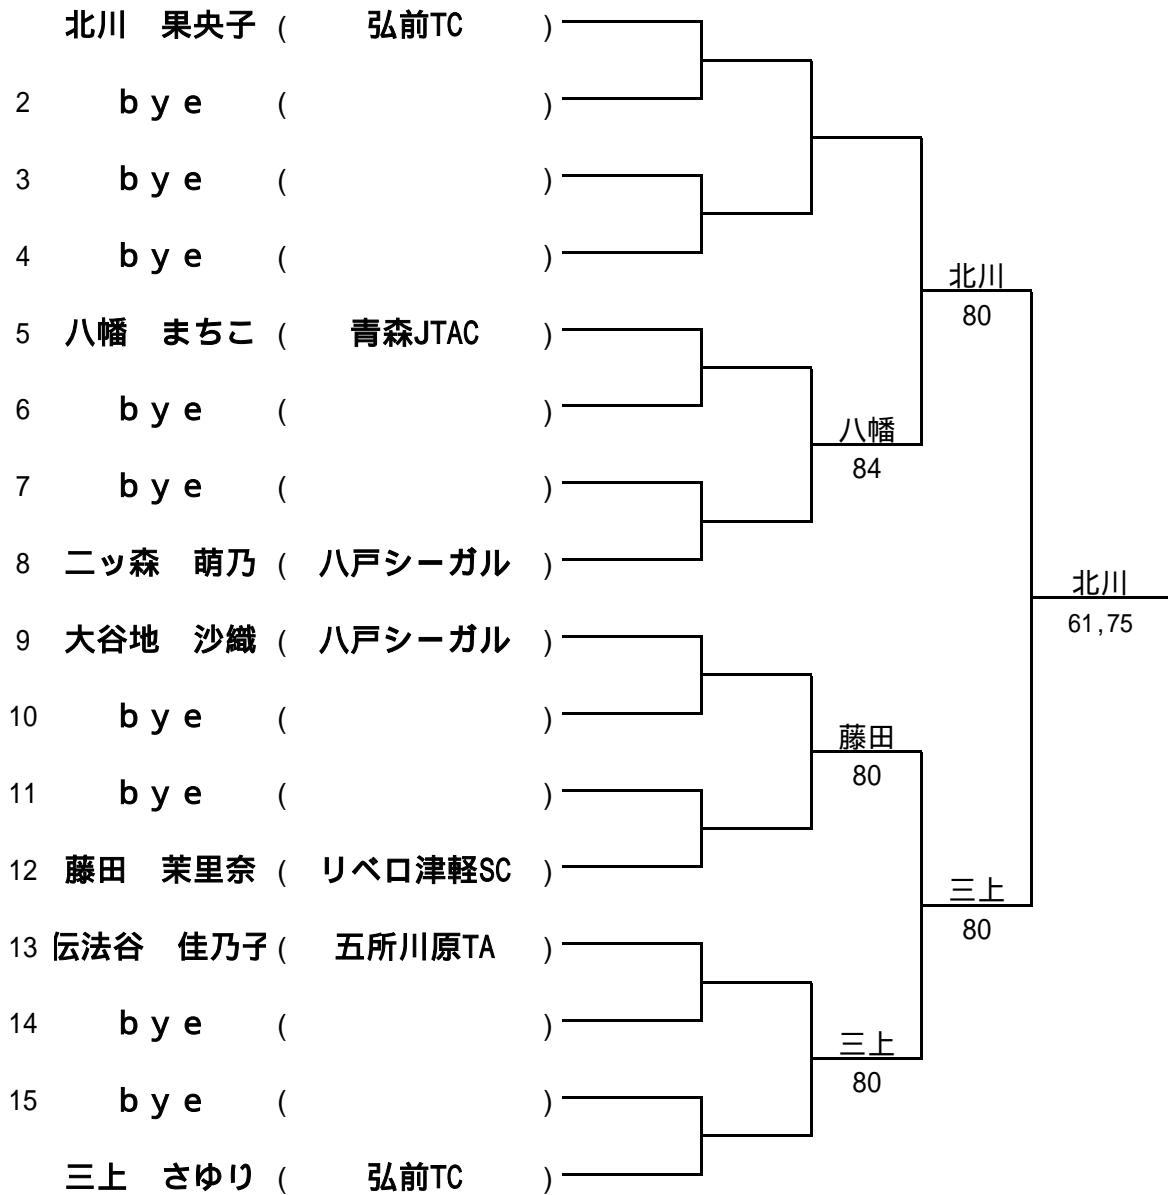 北川　果央子 ( 弘前TC )
2 ｂｙｅ ( )
3 ｂｙｅ ( )
4 ｂｙｅ ( )
北川
80
5 八幡　まちこ ( 青森JTAC )
6 ｂｙｅ ( )
八幡
84
7 ｂｙｅ ( )
8 二ッ森　萌乃 ( 八戸シーガル )
北川
61,75
9 大谷地　沙織 ( 八戸シーガル )
10 ｂｙｅ ( )
藤田
80
11 ｂｙｅ ( )
12 藤田　茉里奈 ( リベロ津軽SC )
三上
80
13 伝法谷　佳乃子 ( 五所川原TA )
14 ｂｙｅ ( )
三上
80
15 ｂｙｅ ( )
三上　さゆり ( 弘前TC )